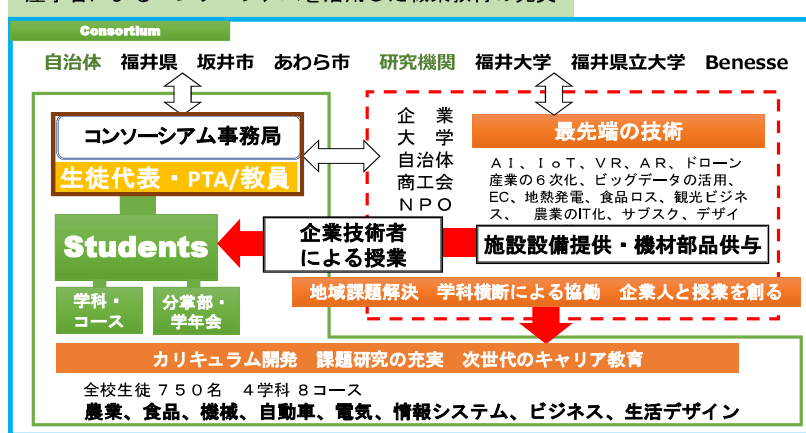 Consortium
自治体 福井県 坂井市 あわら市 研究機関 福井大学 福井県立大学 Benesse
コンソーシアム事務局
生徒代表・PTA/教員
企 業
大 学
自治体
商工会
NPO
最先端の技術
AI、IoT、VR、AR、ドローン
産業の6次化、ビッグデータの活用、
EC、地熱発電、食品ロス、観光ビジネ
ス、 農業のIT化、サブスク、デザイ
Students
企業技術者
による授業
施設設備提供・機材部品供与
学科・
コース
分掌部・
学年会
地域課題解決 学科横断による協働 企業人と授業を創る
カリキュラム開発 課題研究の充実 次世代のキャリア教育
全校生徒750名 4学科8コース
農業、食品、機械、自動車、電気、情報システム、ビジネス、生活デザイン